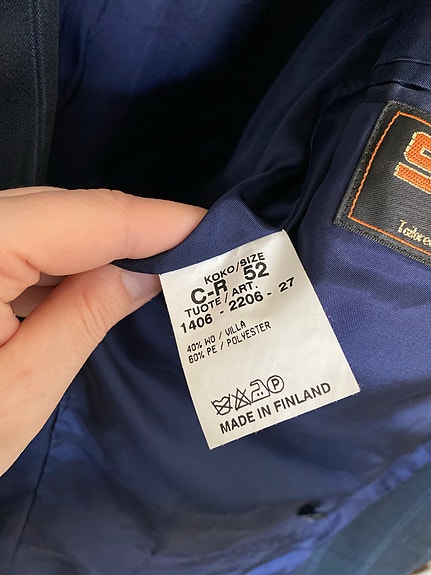 KOKO/SIZE
C-R 52
TUOTE/ART.
1406 - 2206 - 27
40% WO / VILLA
60% PE / POLYESTER
P
MADE IN FINLAND